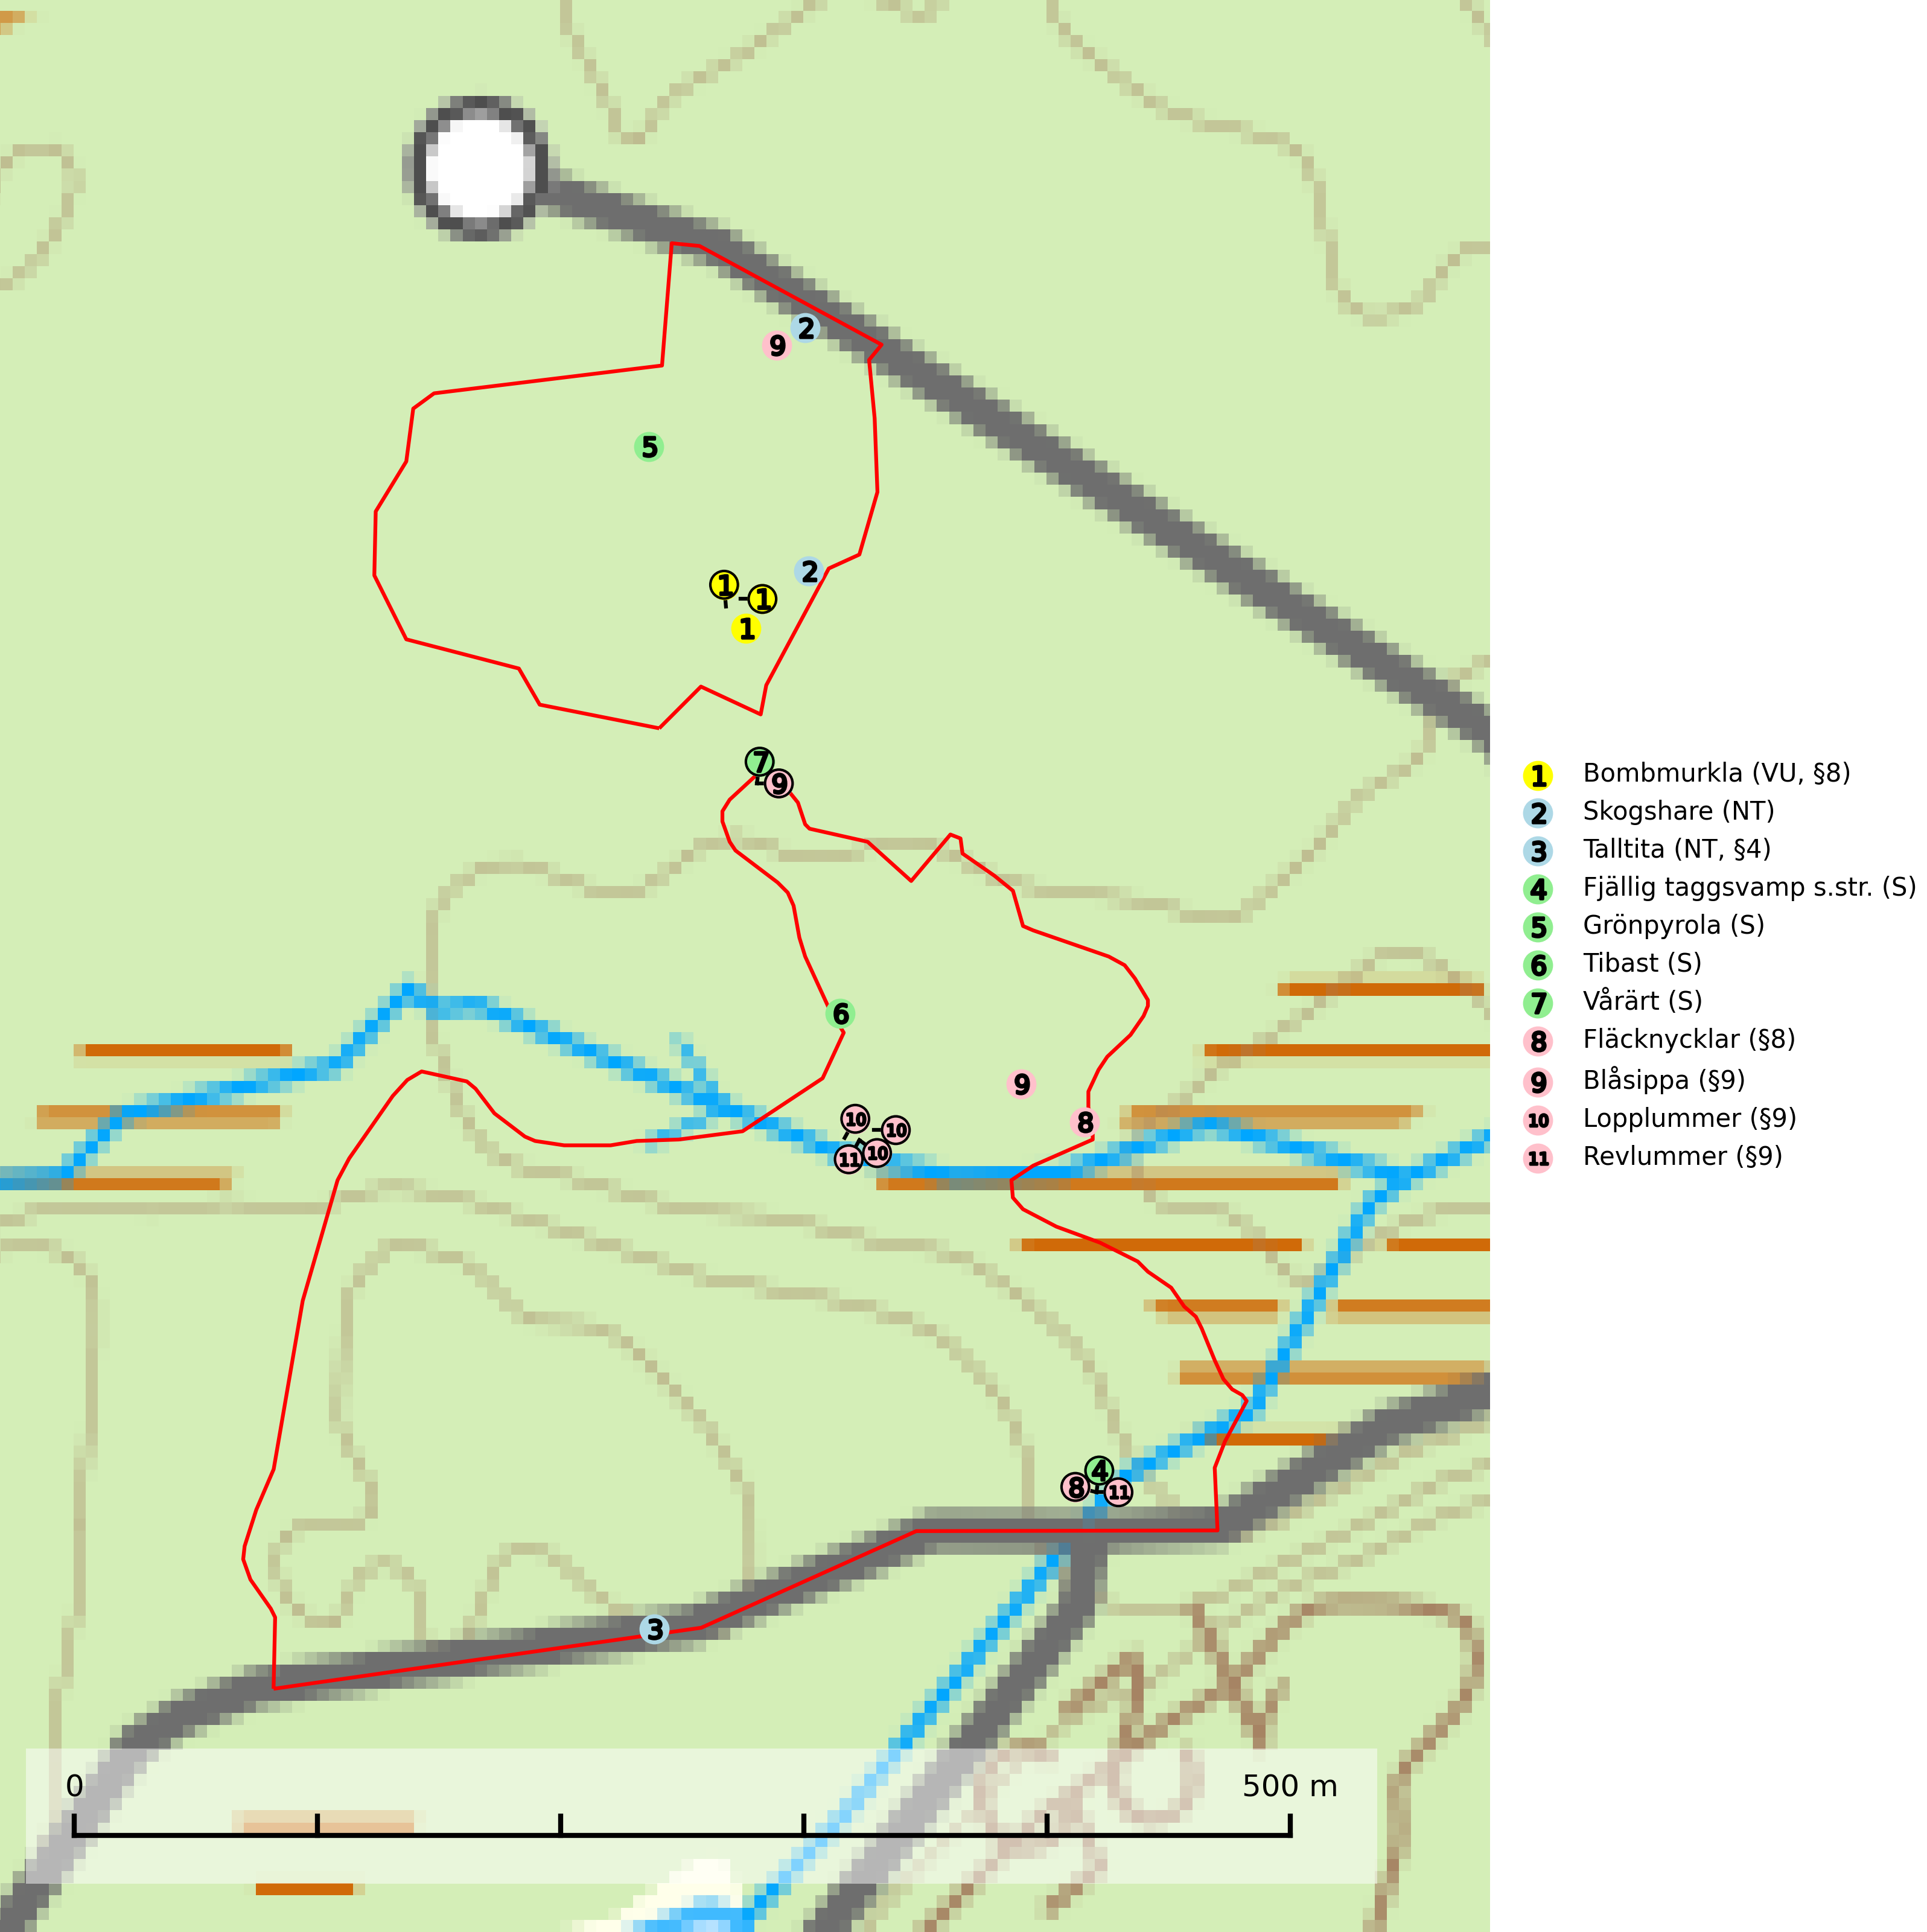 2
9
5
2
1
1
1
7
9
6
9
8
10
10
10
11
4
8
11
3
0
500 m
1 Bombmurkla (VU, §8)
2 Skogshare (NT)
3 Talltita (NT, §4)
4 Fjällig taggsvamp s.str. (S)
5 Grönpyrola (S)
6 Tibast (S)
7 Vårärt (S)
8 Fläcknycklar (§8)
9 Blåsippa (§9)
10 Lopplummer (§9)
11 Revlummer (§9)